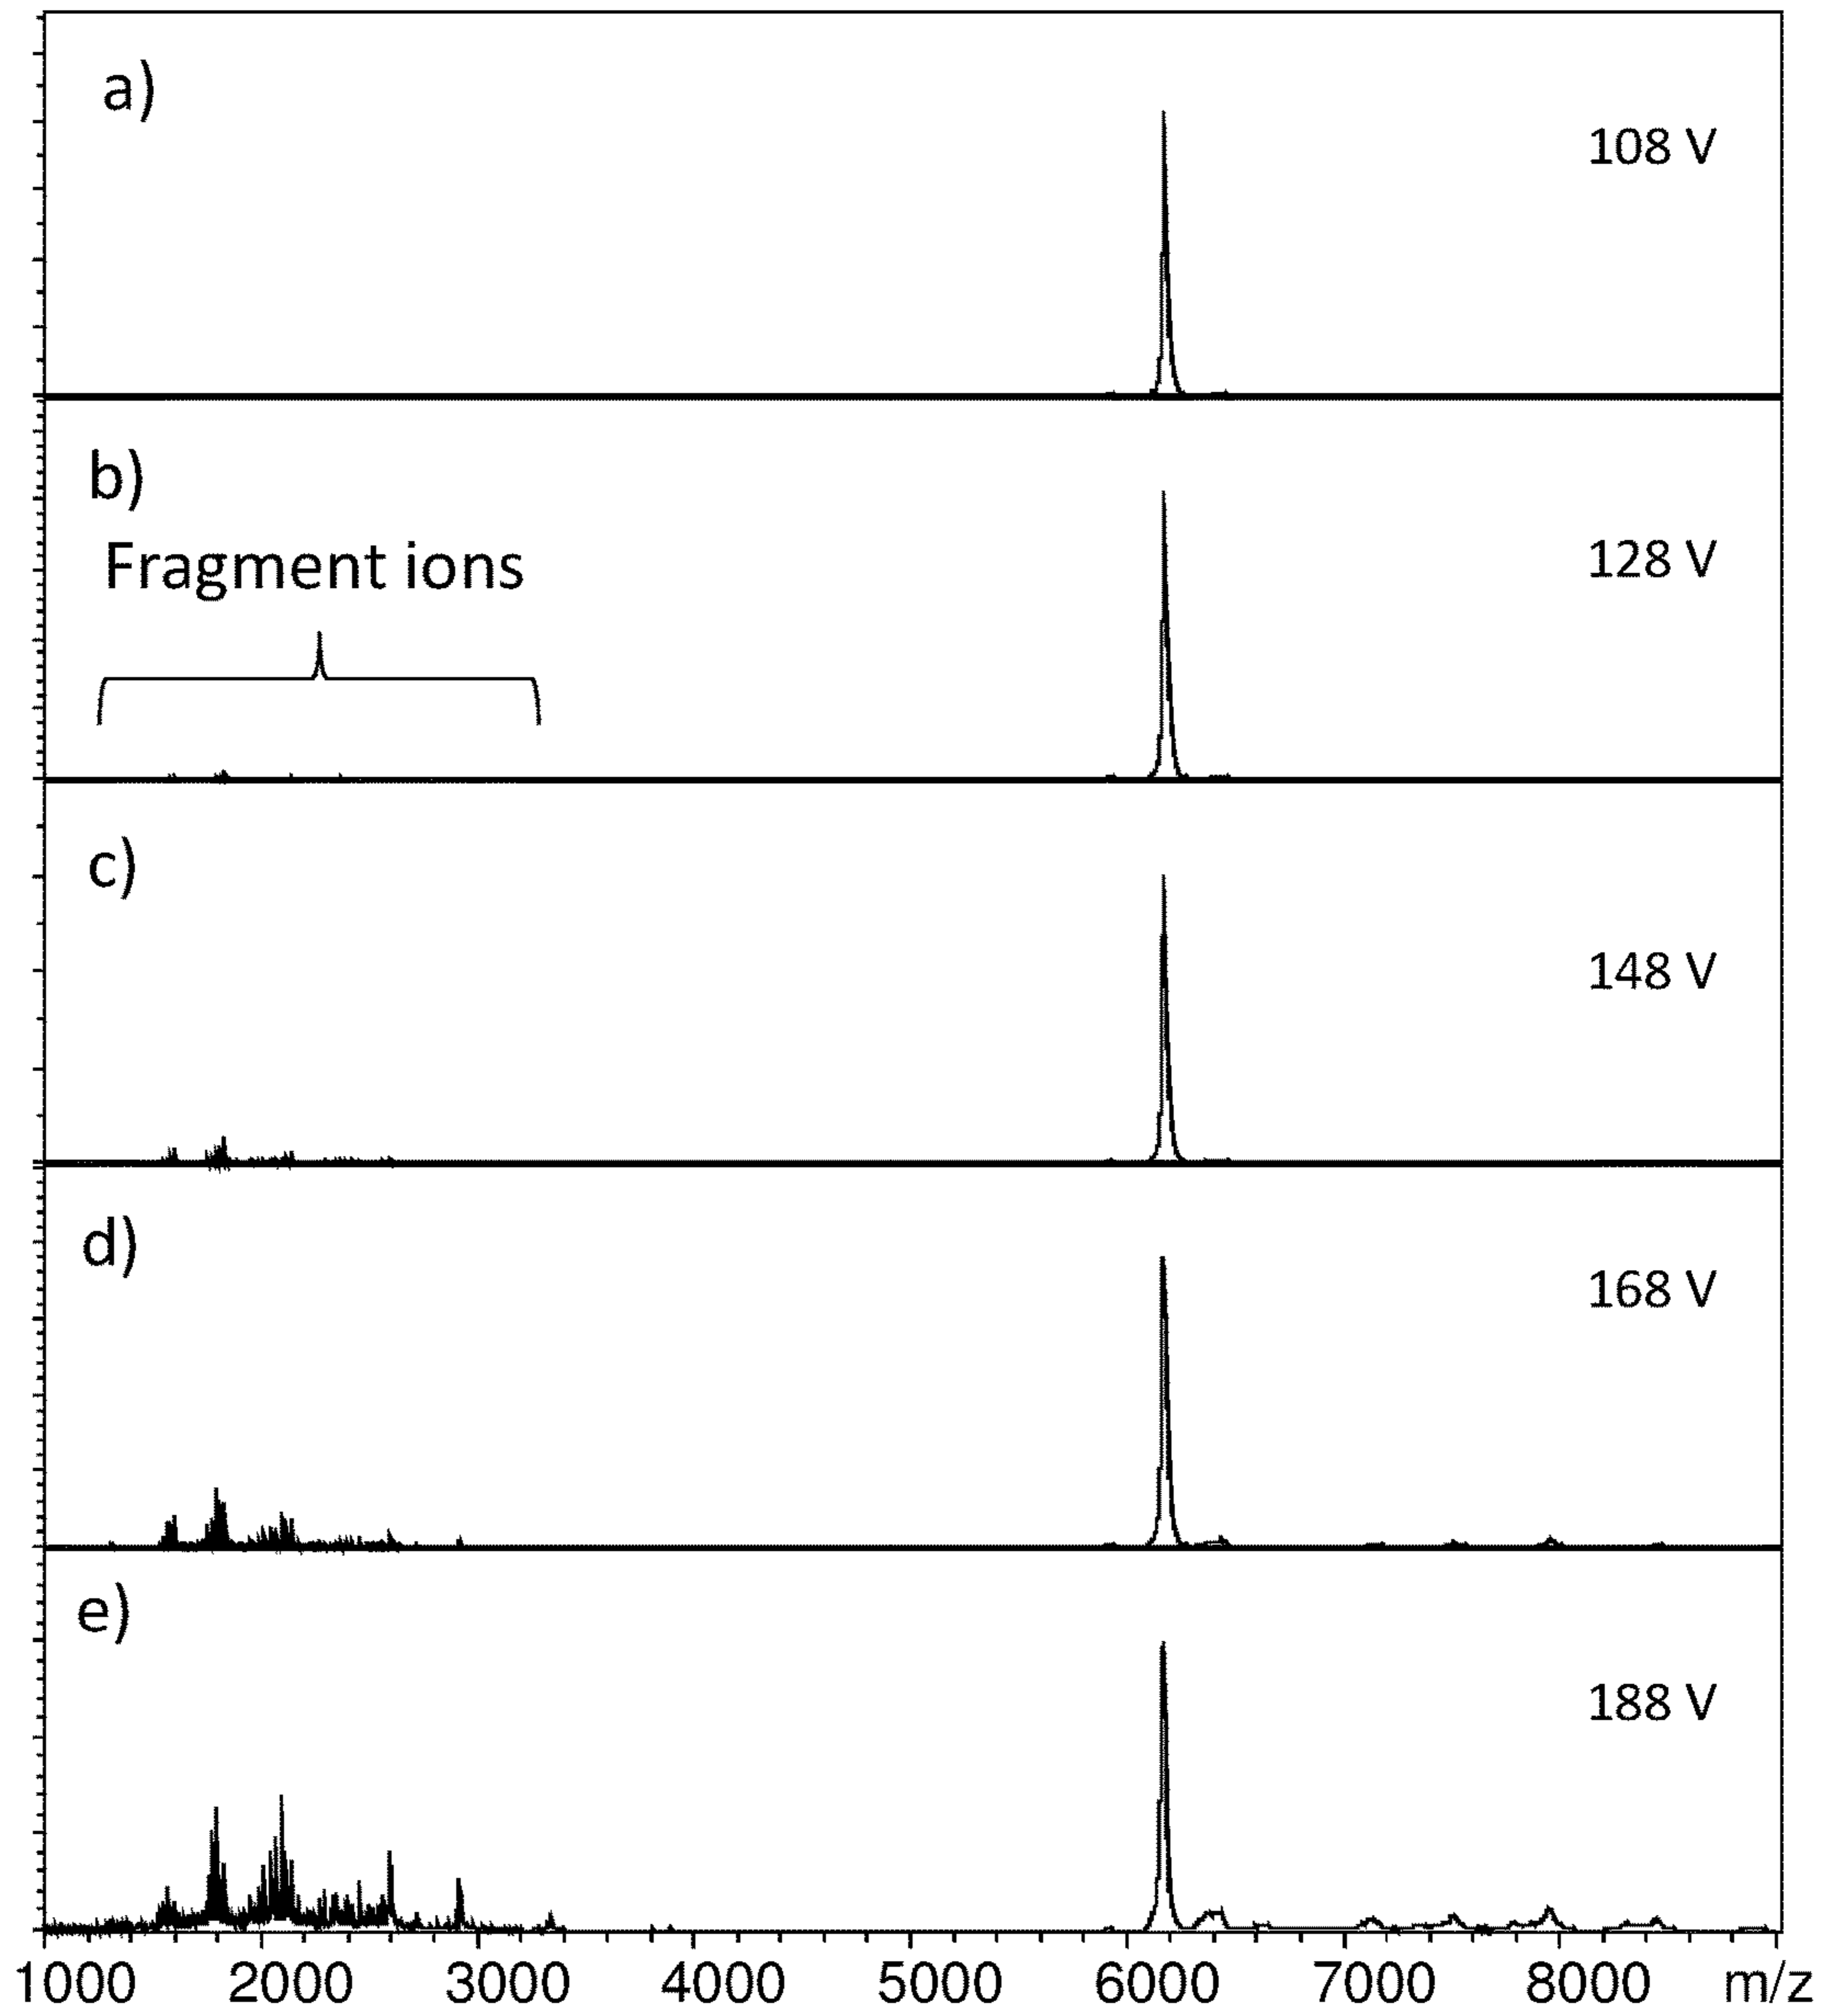 a)
108 V
b)
Fragment ions
128 V
c)
148 V
d)
168 V
e)
188 V
1000 2000 3000 4000 5000 6000 7000 8000 m/z